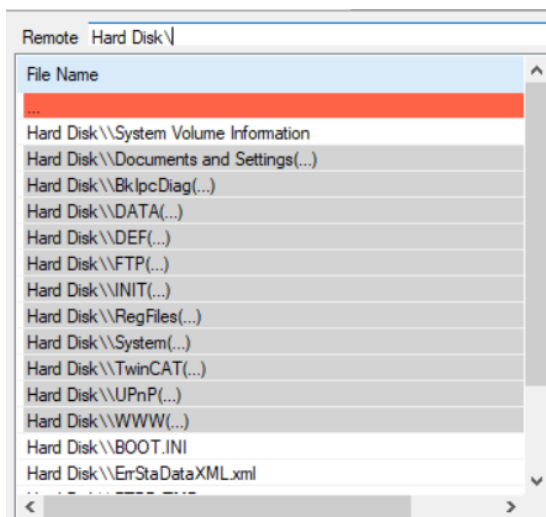 Remote Hard Disk\
File Name
...
Hard Disk\\System Volume Information
Hard Disk\\Documents and Settings(...)
Hard Disk\\BkIpcDiag(...)
Hard Disk\\DATA(...)
Hard Disk\\DEF(...)
Hard Disk\\FTP(...)
Hard Disk\\INIT(...)
Hard Disk\\RegFiles(...)
Hard Disk\\System(...)
Hard Disk\\TwinCAT(...)
Hard Disk\\UPnP(...)
Hard Disk\\WWW(...)
Hard Disk\\BOOT.INI
Hard Disk\\ErrStaDataXML.xml